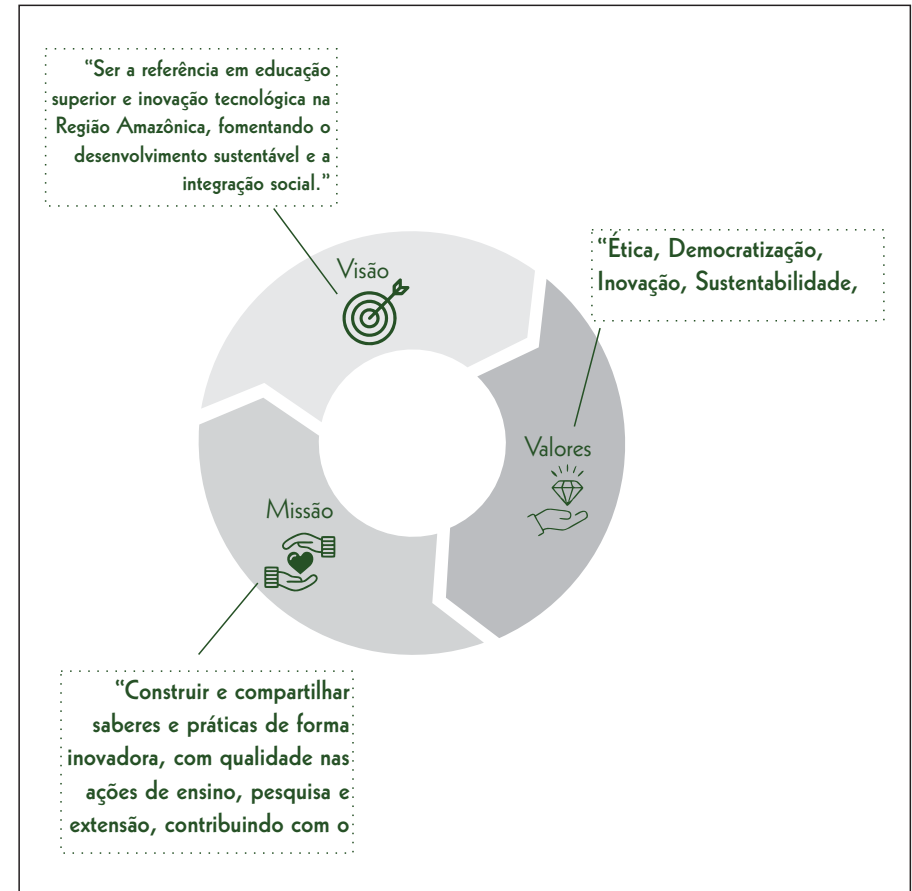 “Ser a referência em educação
superior e inovação tecnológica na
Região Amazônica, fomentando o
desenvolvimento sustentável e a
integração social.”
Visão
“Ética, Democratização,
Inovação, Sustentabilidade,
Valores
Missão
“Construir e compartilhar
saberes e práticas de forma
inovadora, com qualidade nas
ações de ensino, pesquisa e
extensão, contribuindo com o